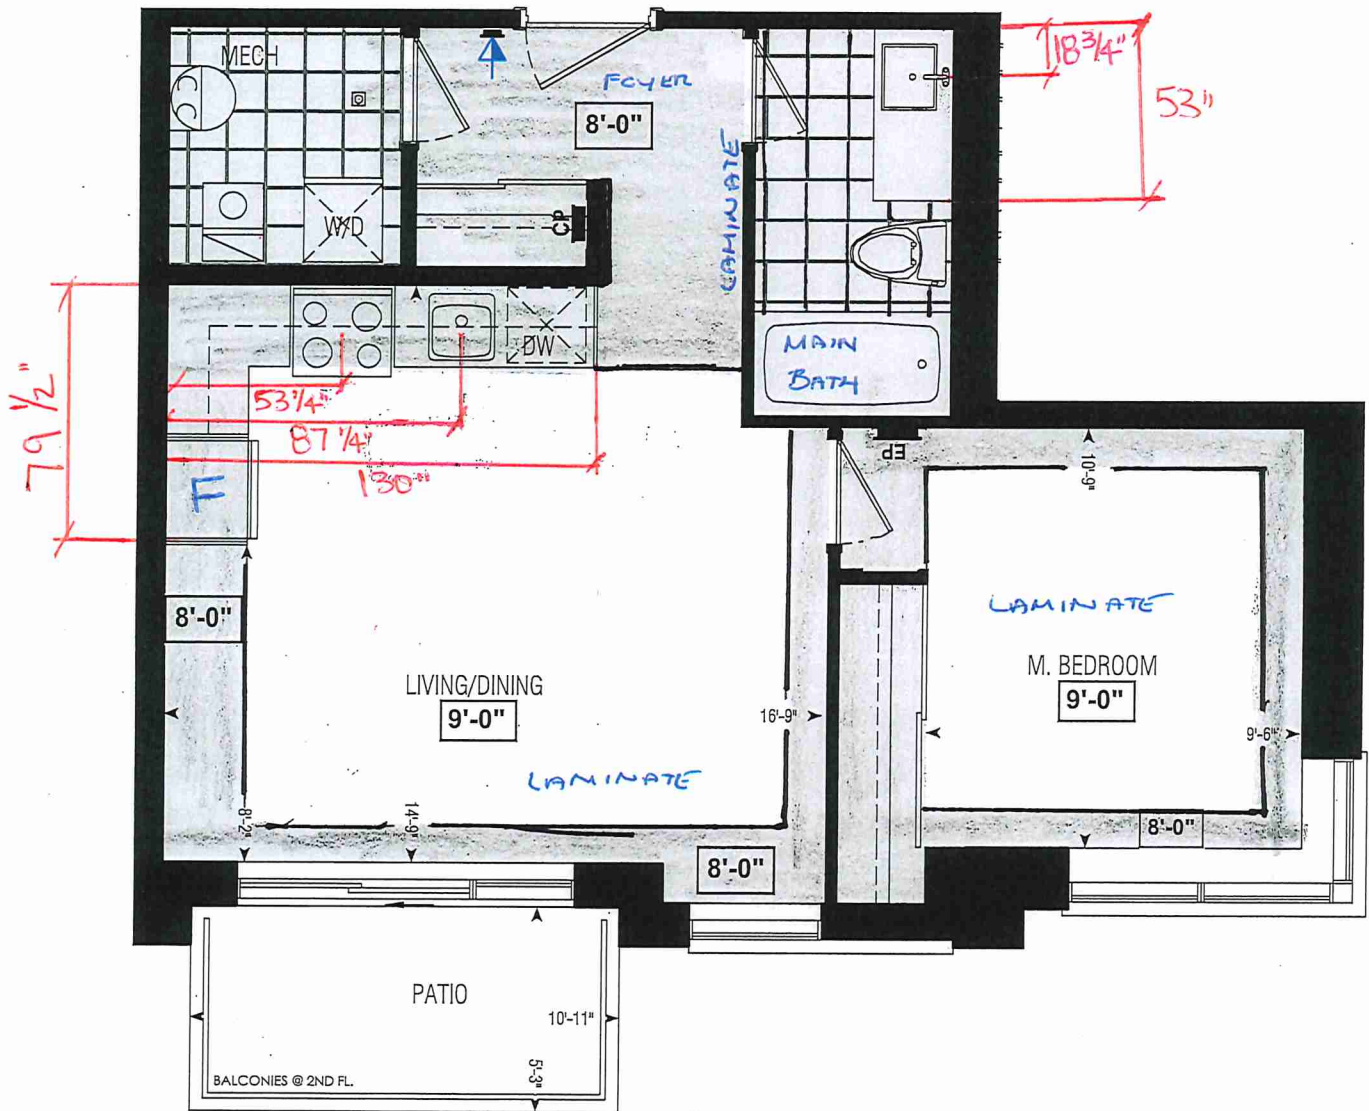 MECH
FOYER
8'-0"
18 3/4"
53"
W/D
CP
LAMINATE
MAIN
BATH
DW
79 1/2"
53 1/4"
87 1/4"
130"
F
EP
10'-9"
8'-0"
LAMINATE
M. BEDROOM
9'-0"
LIVING/DINING
9'-0"
16'-9"
9'-6"
LAMINATE
8'-2"
14'-9"
8'-0"
8'-0"
PATIO
10'-11"
5'-3"
BALCONIES @ 2ND FL.